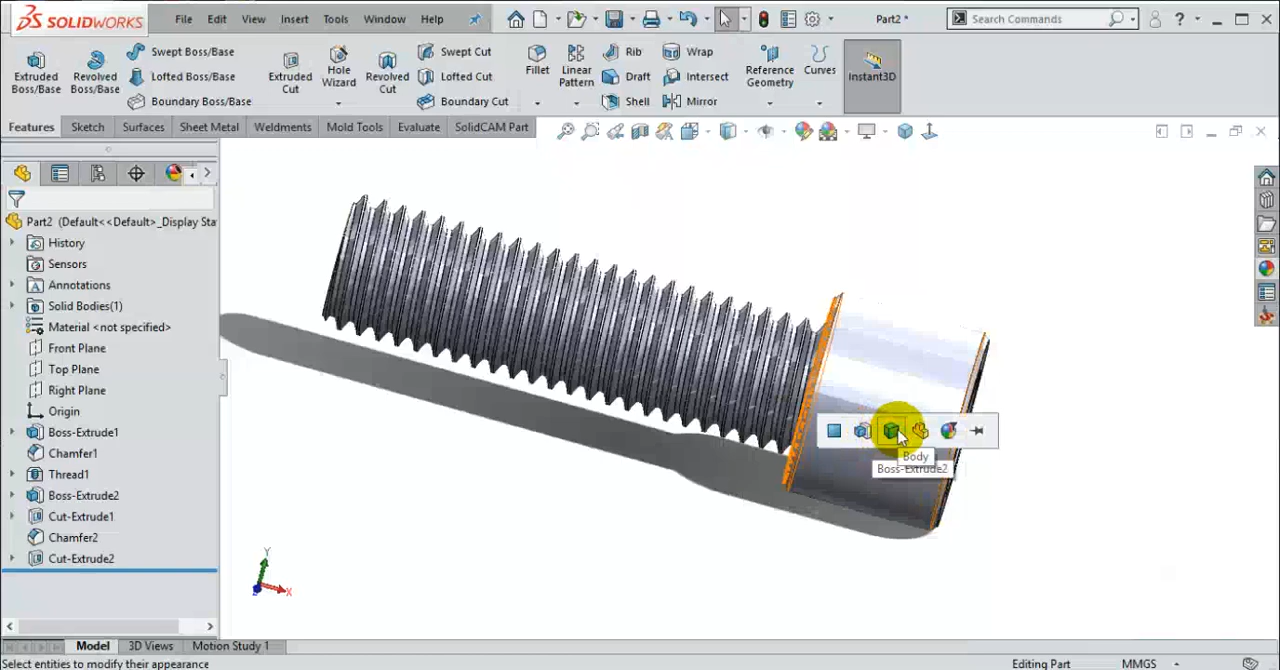 SOLIDWORKS File Edit View Insert Tools Window Help Part2 * Search Commands
Extruded Boss/Base Revolved Boss/Base Swept Boss/Base Lofted Boss/Base Boundary Boss/Base Extruded Cut Hole Wizard Revolved Cut Swept Cut Lofted Cut Boundary Cut Fillet Linear Pattern Rib Draft Shell Wrap Intersect Mirror Reference Geometry Curves Instant3D
Features Sketch Surfaces Sheet Metal Weldments Mold Tools Evaluate SolidCAM Part
Part2 (Default<<Default>_Display Sta
History
Sensors
Annotations
Solid Bodies(1)
Material <not specified>
Front Plane
Top Plane
Right Plane
Origin
Boss-Extrude1
Chamfer1
Thread1
Boss-Extrude2
Cut-Extrude1
Chamfer2
Cut-Extrude2
Body
Boss-Extrude2
Y
X
Z
Model 3D Views Motion Study 1
Select entities to modify their appearance Editing Part MMGS